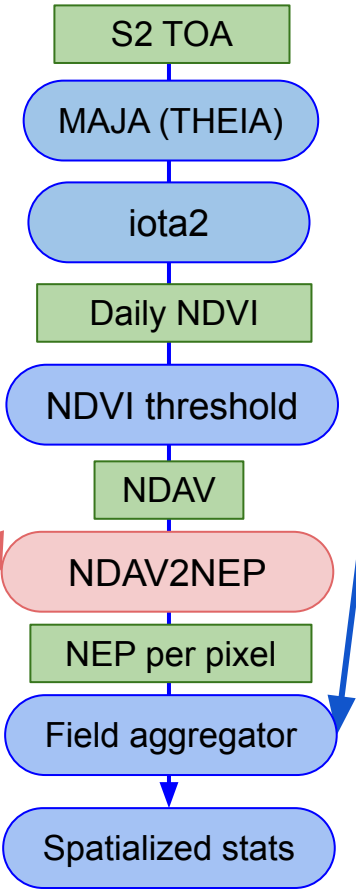 S2 TOA
MAJA (THEIA)
iota2
Daily NDVI
NDVI threshold
NDAV
NDAV2NEP
NEP per pixel
Field aggregator
Spatialized stats